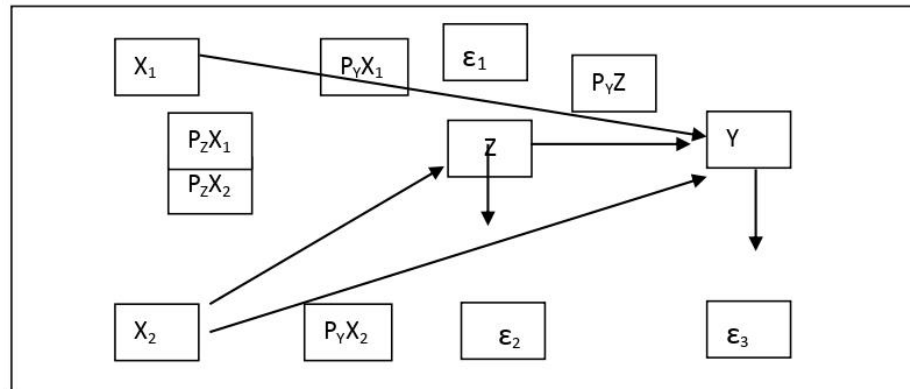 X₁
PᵧX₁
ε₁
PᵧZ
P_ZX₁
Z
Y
P_ZX₂
X₂
PᵧX₂
ε₂
ε₃